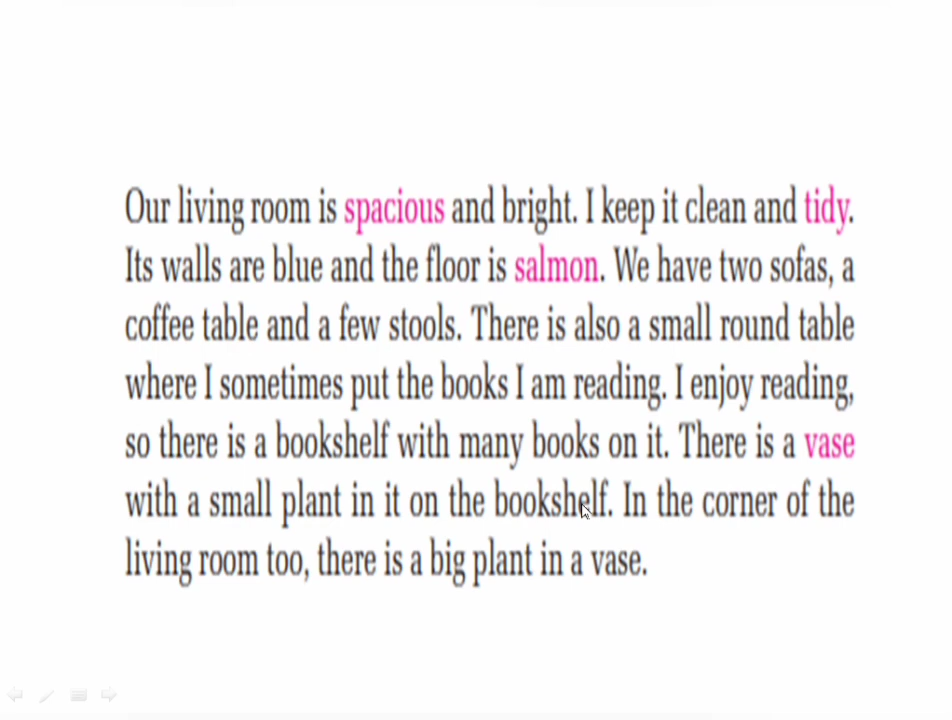 Our living room is spacious and bright. I keep it clean and tidy.
Its walls are blue and the floor is salmon. We have two sofas, a
coffee table and a few stools. There is also a small round table
where I sometimes put the books I am reading. I enjoy reading,
so there is a bookshelf with many books on it. There is a vase
with a small plant in it on the bookshelf. In the corner of the
living room too, there is a big plant in a vase.